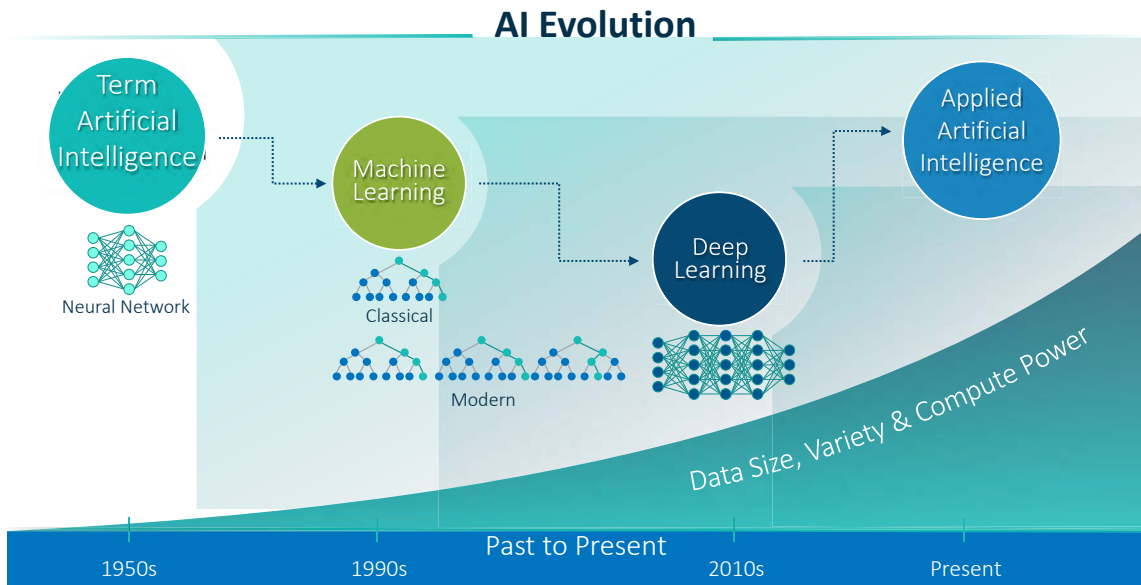 AI Evolution
Term
Artificial
Intelligence
Machine
Learning
Deep
Learning
Applied
Artificial
Intelligence
Neural Network
Classical
Modern
Data Size, Variety & Compute Power
Past to Present
1950s
1990s
2010s
Present